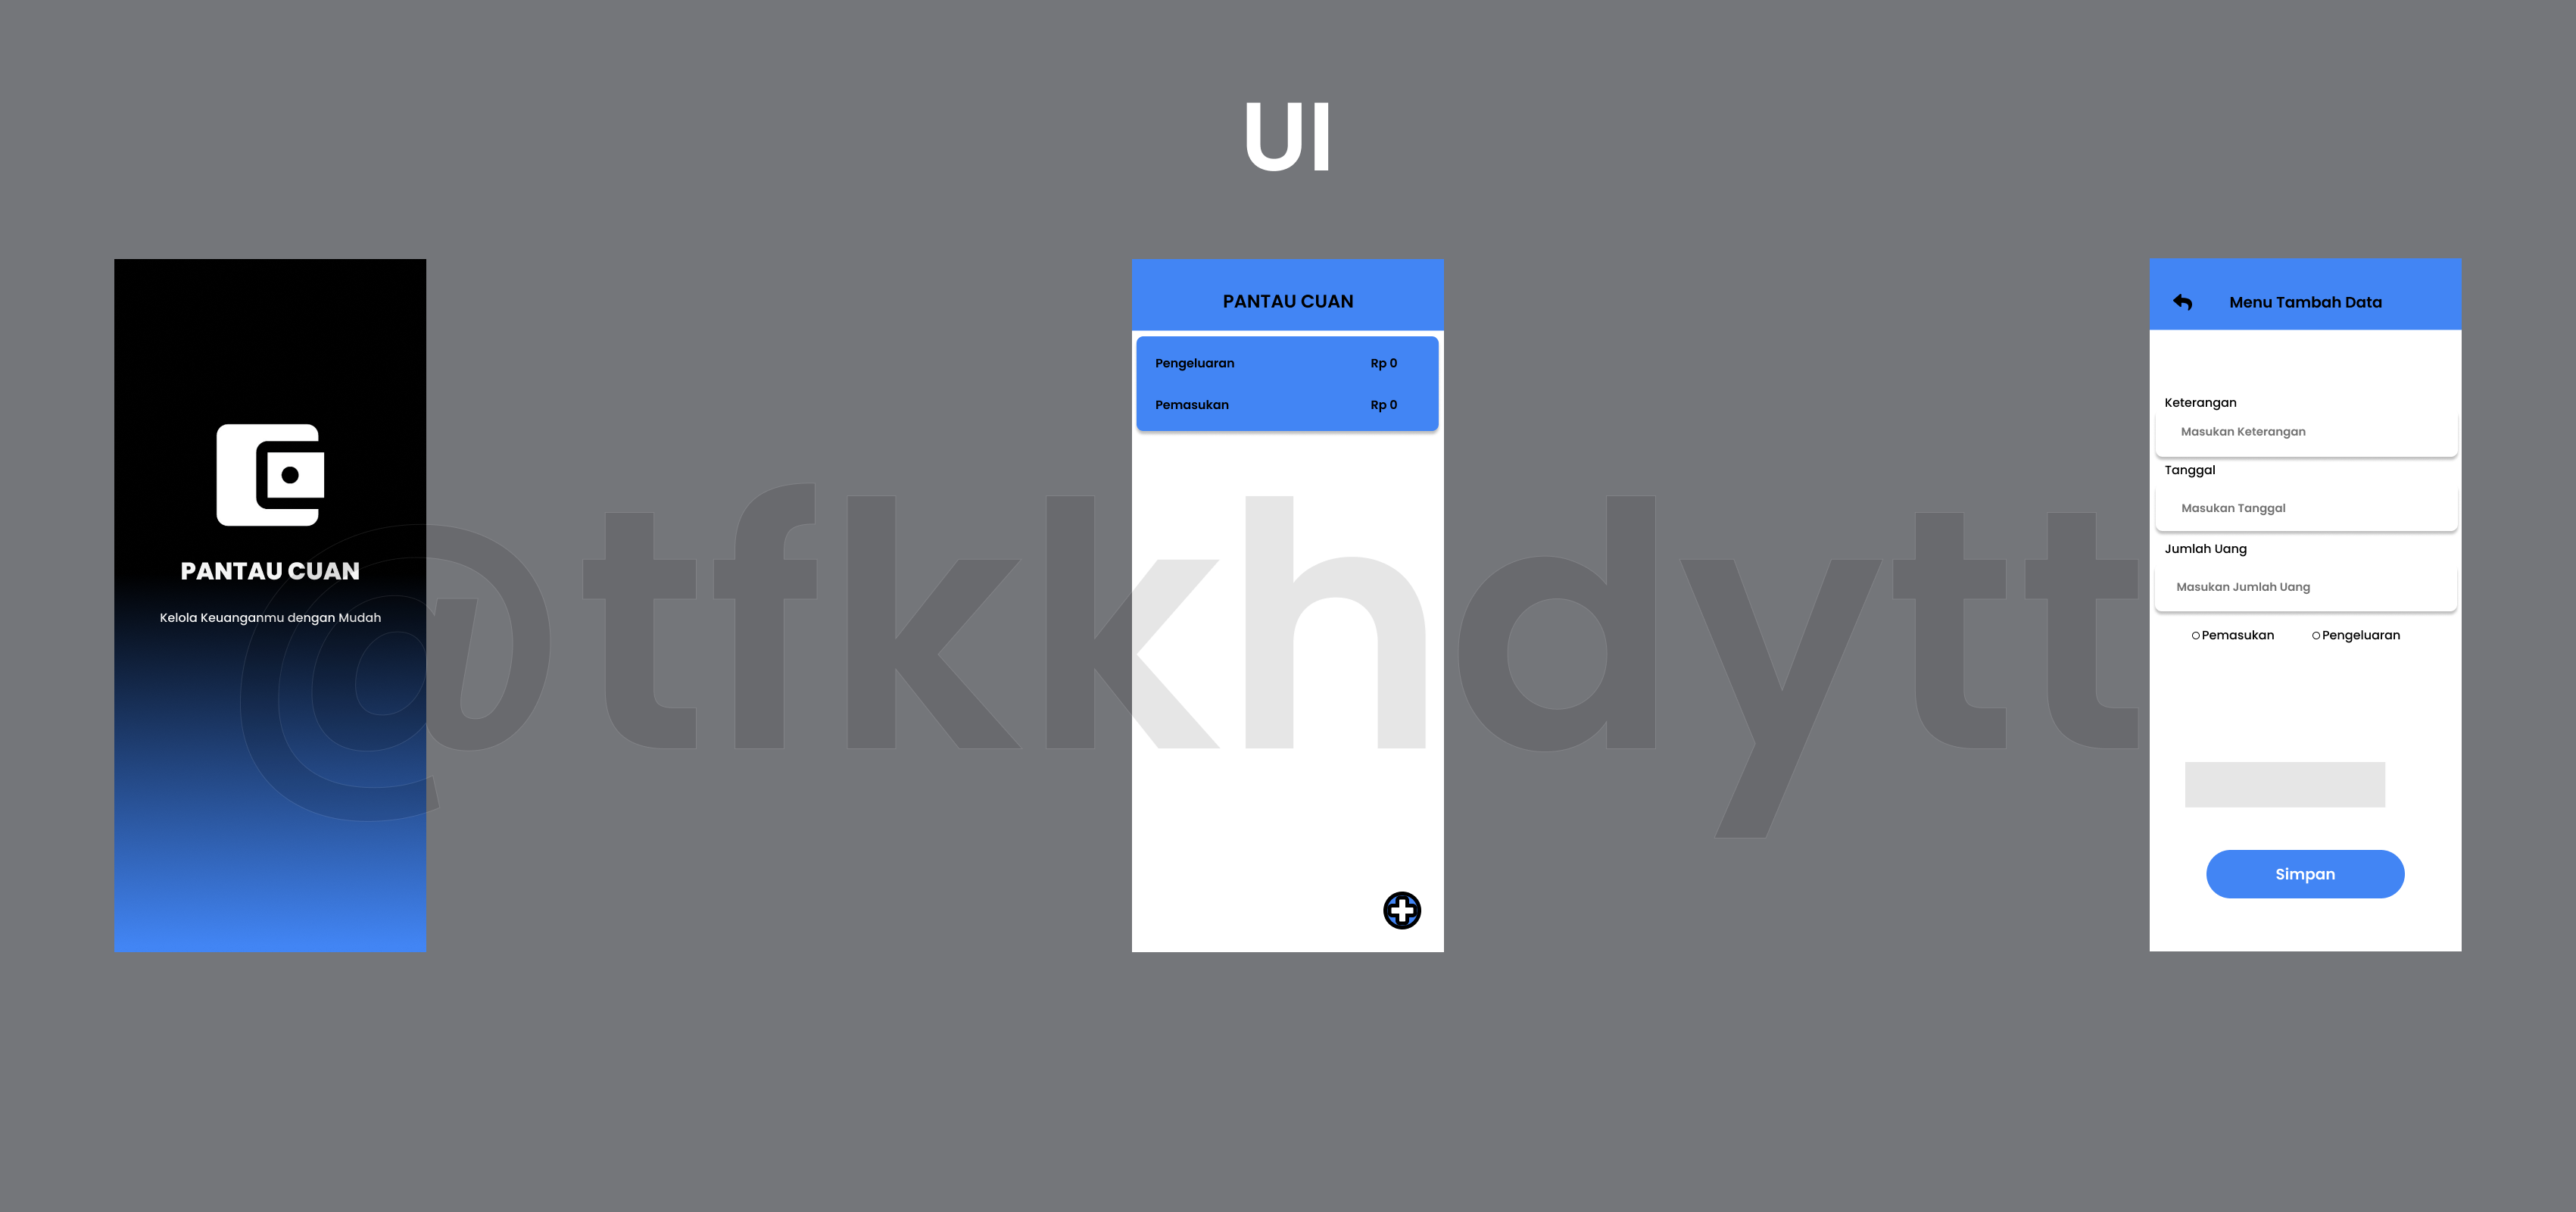 UI
PANTAU CUAN
Kelola Keuanganmu dengan Mudah
PANTAU CUAN
Pengeluaran Rp 0
Pemasukan Rp 0
Menu Tambah Data
Keterangan
Masukan Keterangan
Tanggal
Masukan Tanggal
Jumlah Uang
Masukan Jumlah Uang
Pemasukan Pengeluaran
Simpan
@tfkkhdytt